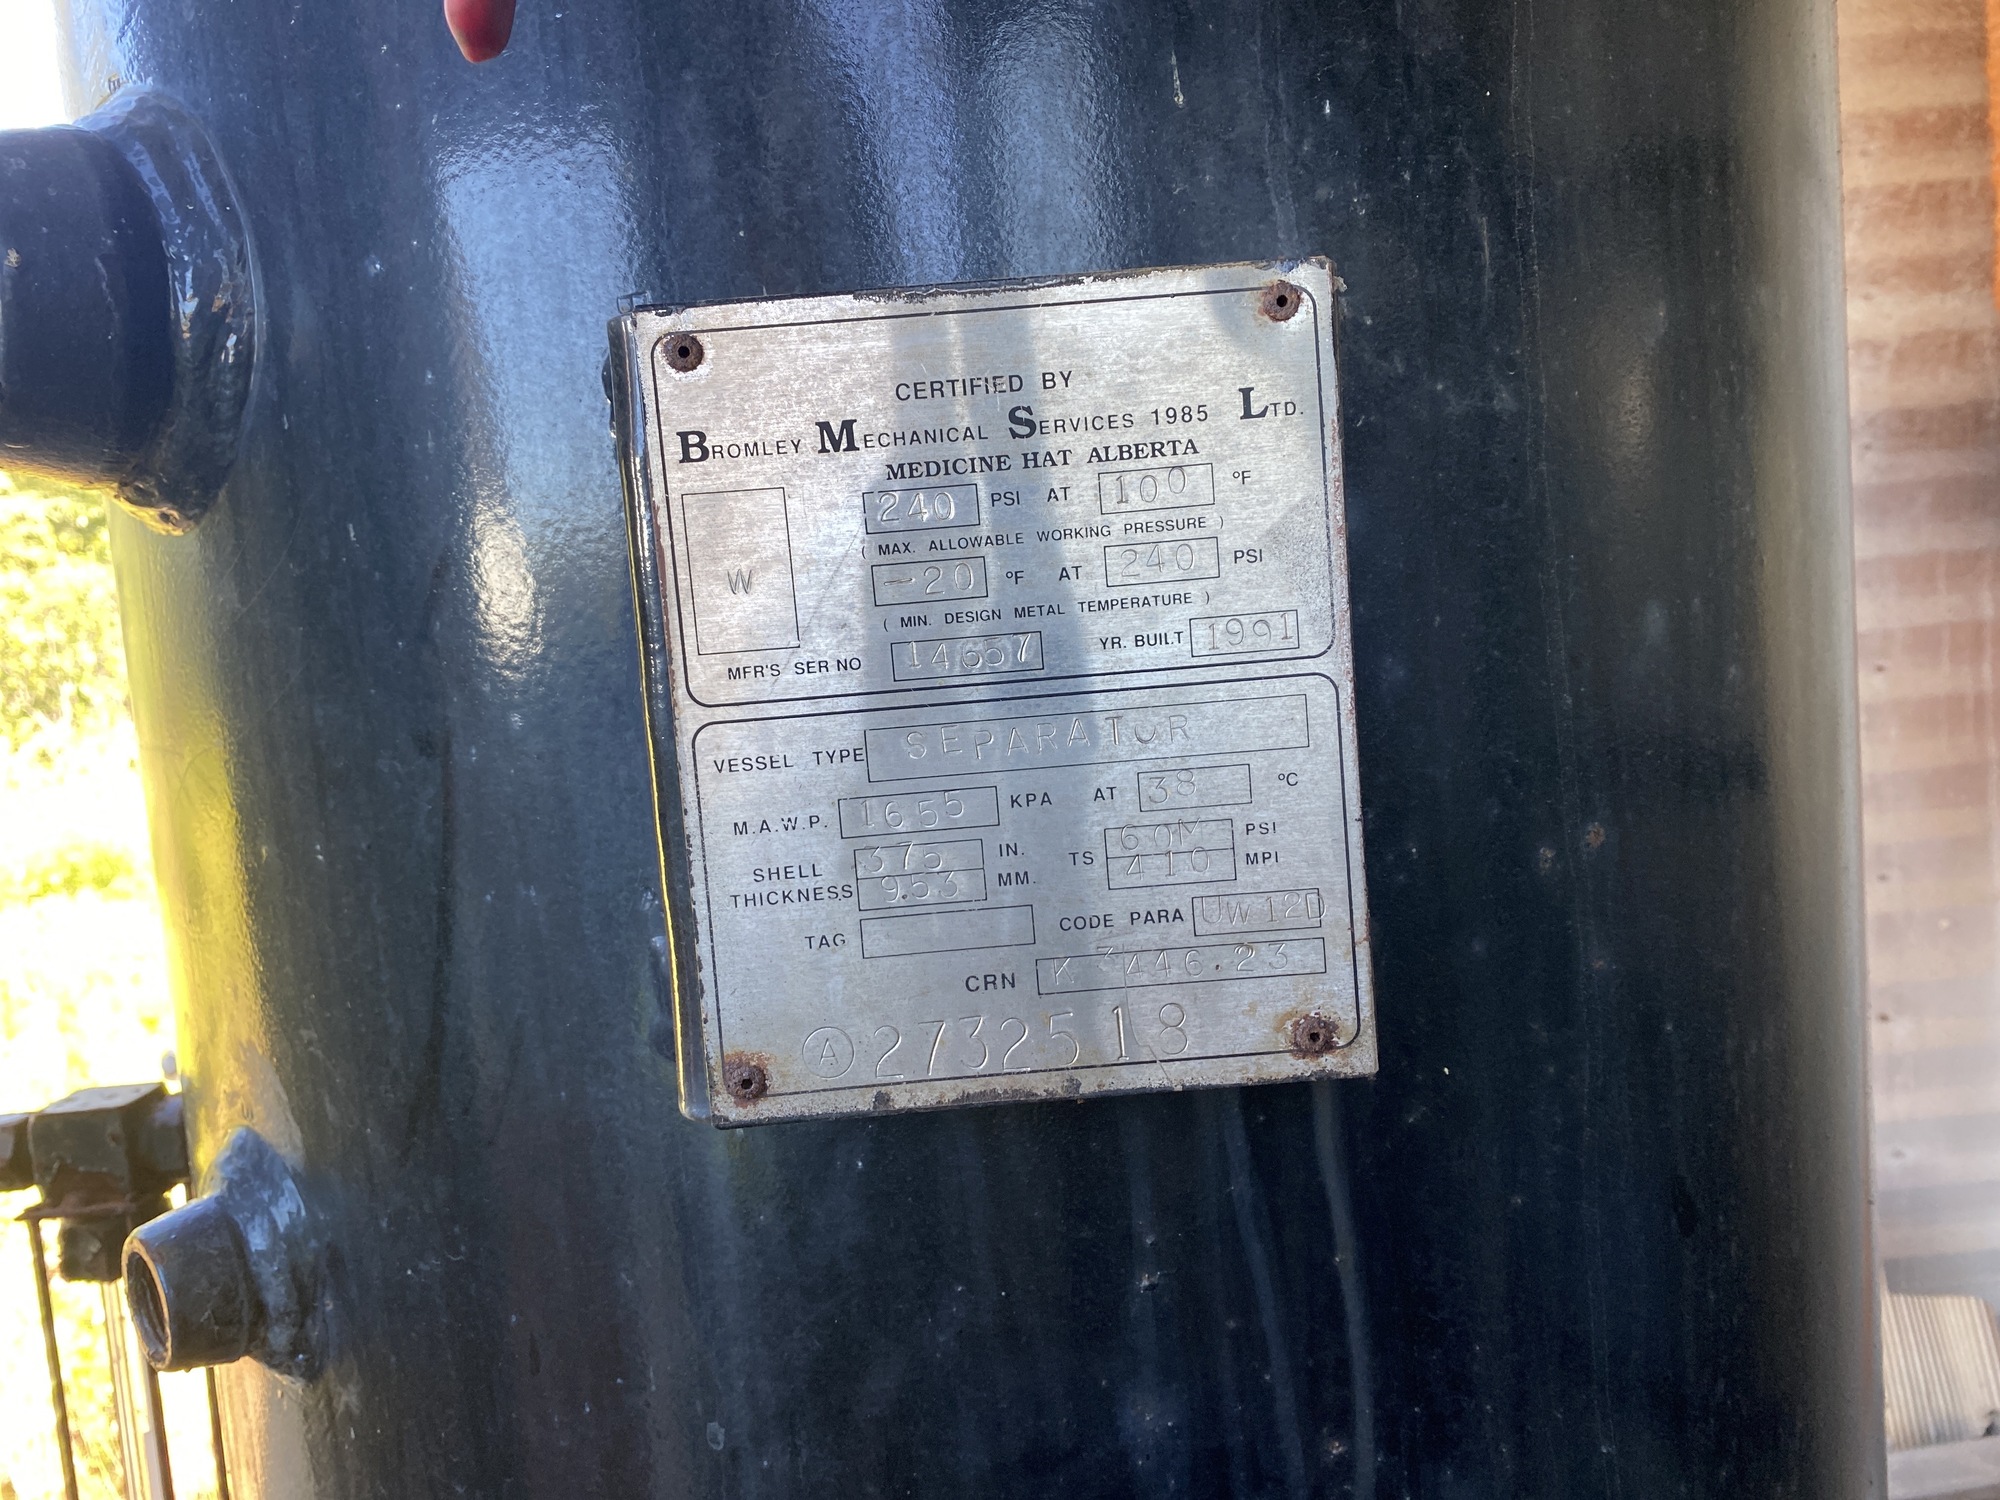 CERTIFIED BY
BROMLEY MECHANICAL SERVICES 1985 LTD.
MEDICINE HAT ALBERTA
240 PSI AT 100 °F
( MAX. ALLOWABLE WORKING PRESSURE )
W
-20 °F AT 240 PSI
( MIN. DESIGN METAL TEMPERATURE )
MFR'S SER NO 14657 YR. BUILT 1991
VESSEL TYPE SEPARATOR
M.A.W.P. 1655 KPA AT 38 °C
SHELL THICKNESS .375 IN. TS 60M PSI
9.53 MM. 410 MPI
TAG CODE PARA UW12D
CRN K 3446.23
A 2732518